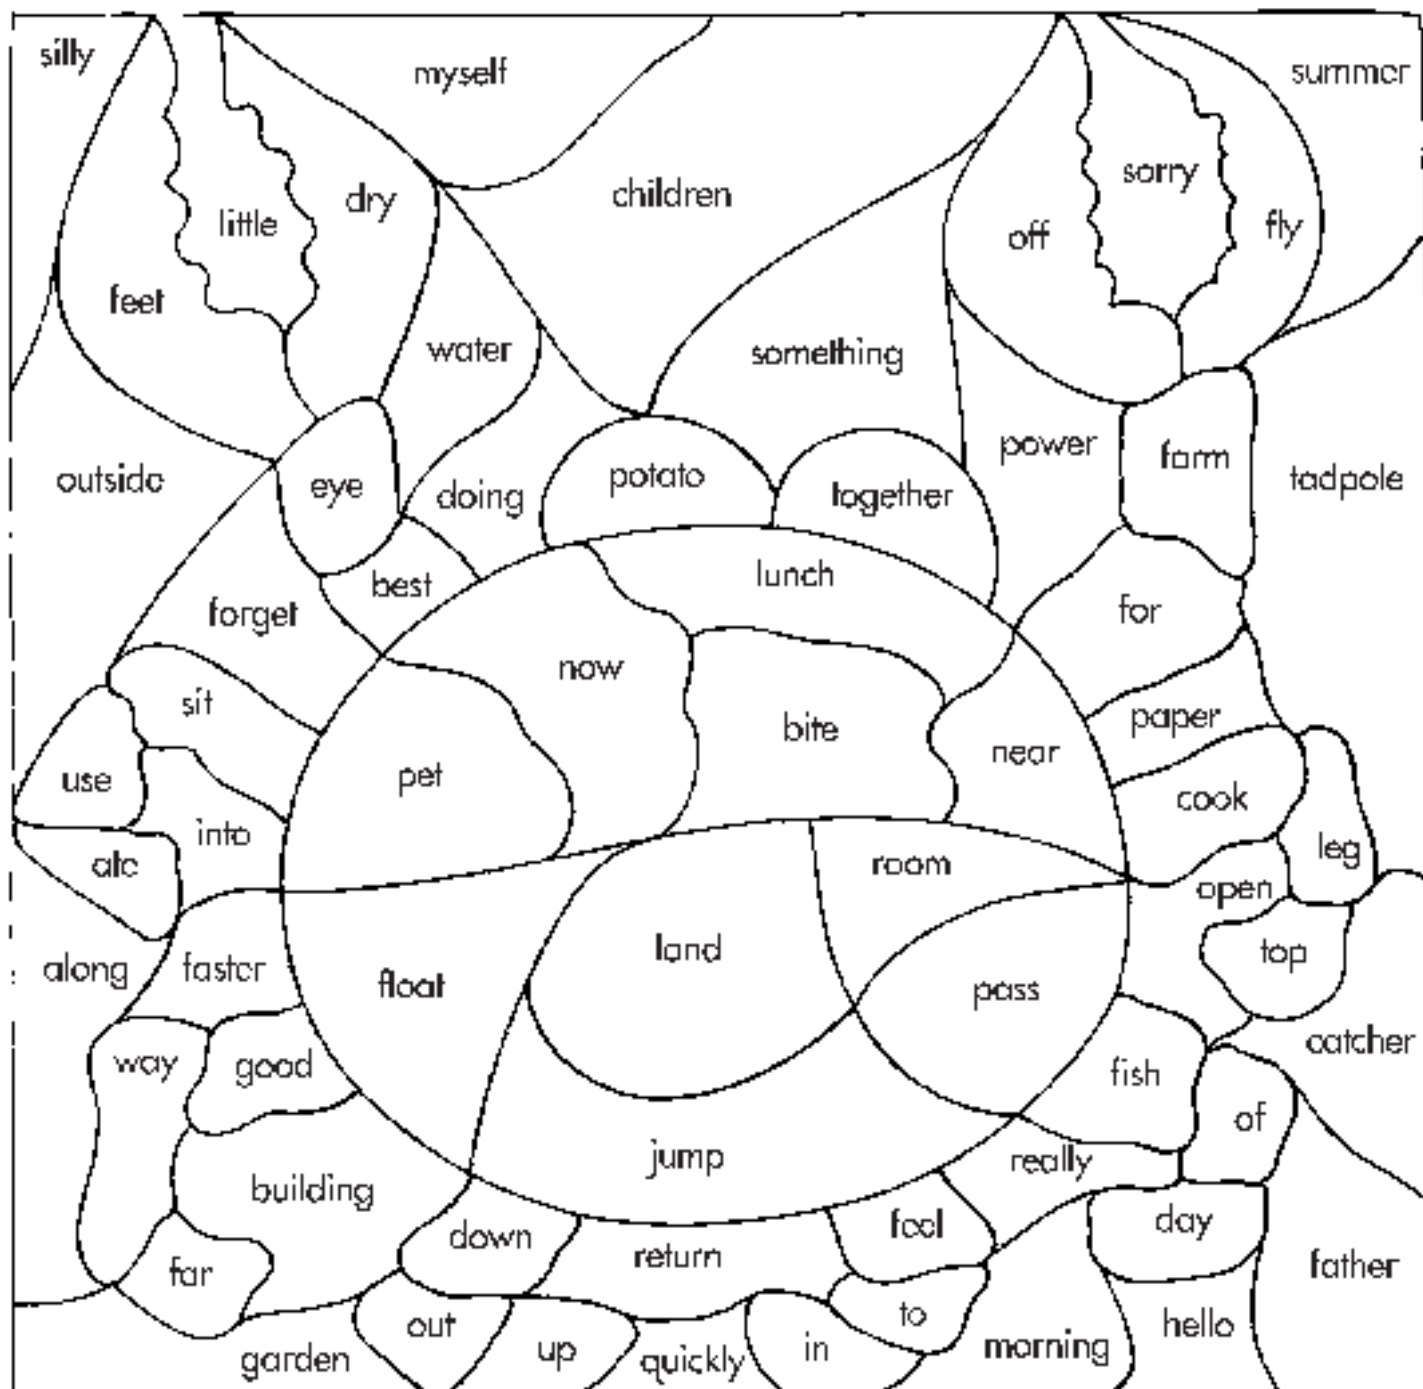 silly
myself
summer
sorry
dry
children
little
off
fly
feet
water
something
power
farm
outside
eye
doing
potato
together
tadpole
lunch
best
forget
for
now
sit
paper
bite
pet
near
use
cook
into
leg
ate
room
open
land
top
along
faster
float
pass
catcher
way
good
fish
of
jump
really
building
day
feel
down
return
far
father
to
out
hello
up
quickly
in
morning
garden